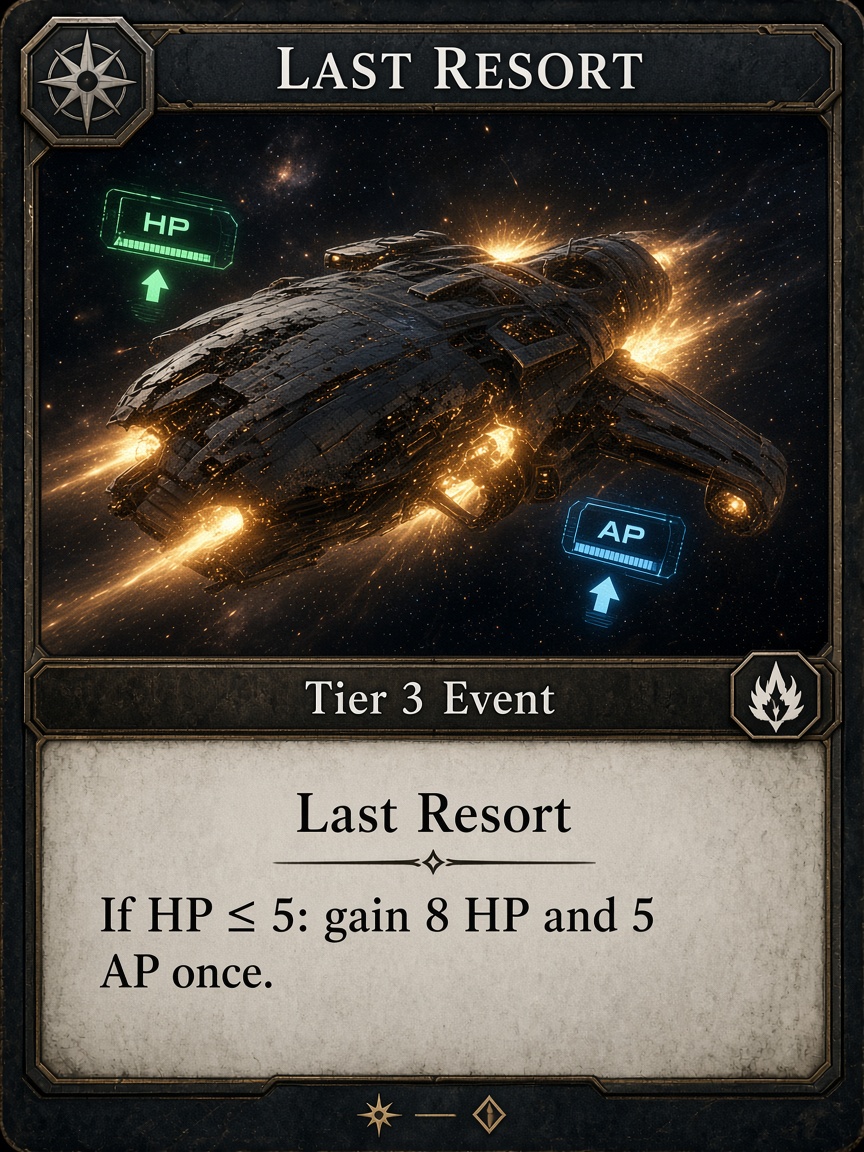 LAST RESORT
HP
AP
Tier 3 Event
Last Resort
If HP ≤ 5: gain 8 HP and 5
AP once.